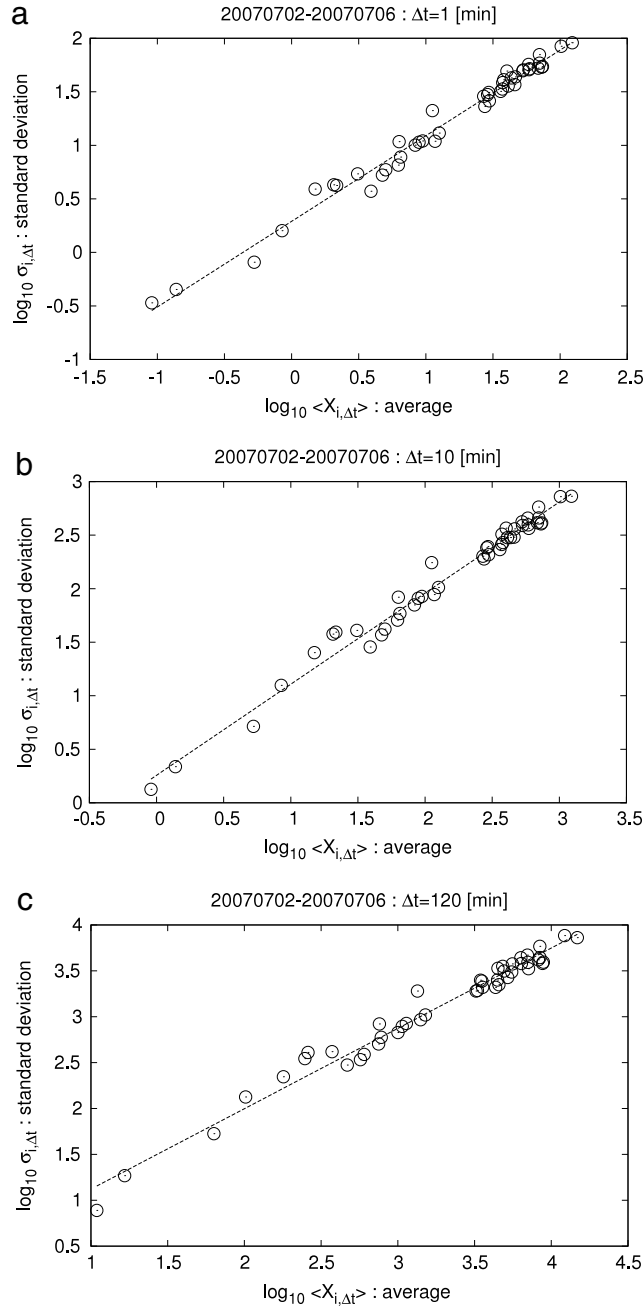 a
20070702-20070706 : Δt=1 [min]
log₁₀ σᵢ,Δt : standard deviation
2
1.5
1
0.5
0
-0.5
-1
-1.5 -1 -0.5 0 0.5 1 1.5 2 2.5
log₁₀ <Xᵢ,Δt> : average
b
20070702-20070706 : Δt=10 [min]
log₁₀ σᵢ,Δt : standard deviation
3
2.5
2
1.5
1
0.5
0
-0.5 0 0.5 1 1.5 2 2.5 3 3.5
log₁₀ <Xᵢ,Δt> : average
c
20070702-20070706 : Δt=120 [min]
log₁₀ σᵢ,Δt : standard deviation
4
3.5
3
2.5
2
1.5
1
0.5
1 1.5 2 2.5 3 3.5 4 4.5
log₁₀ <Xᵢ,Δt> : average